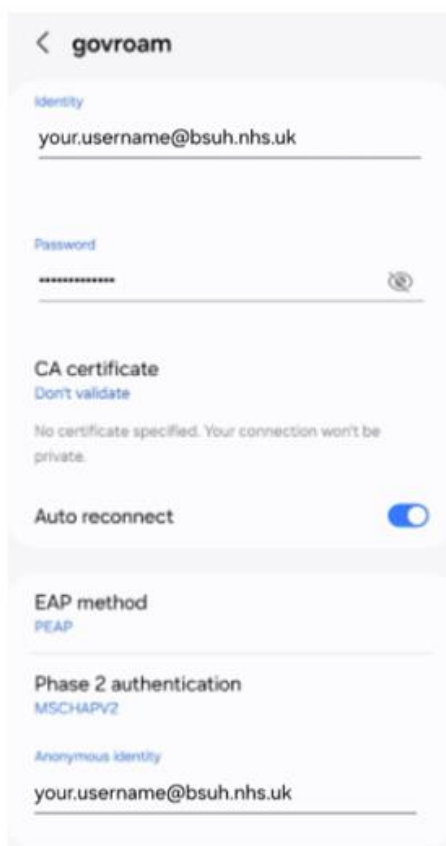 govroam
Identity
your.username@bsuh.nhs.uk
Password
•••••••••••••
CA certificate
Don't validate
No certificate specified. Your connection won't be
private.
Auto reconnect
EAP method
PEAP
Phase 2 authentication
MSCHAPV2
Anonymous identity
your.username@bsuh.nhs.uk